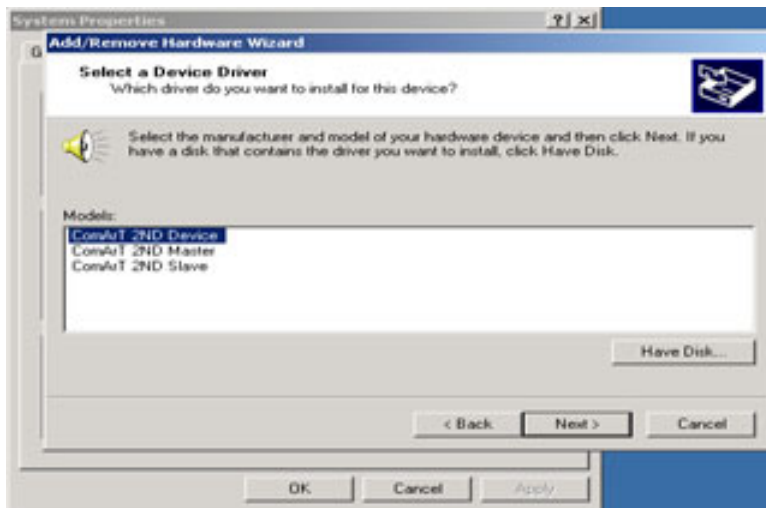 System Properties
Add/Remove Hardware Wizard
G
Select a Device Driver
Which driver do you want to install for this device?
Select the manufacturer and model of your hardware device and then click Next. If you
have a disk that contains the driver you want to install, click Have Disk.
Models:
ComArT 2ND Device
ComArT 2ND Master
ComArT 2ND Slave
Have Disk...
< Back
Next >
Cancel
OK
Cancel
Apply